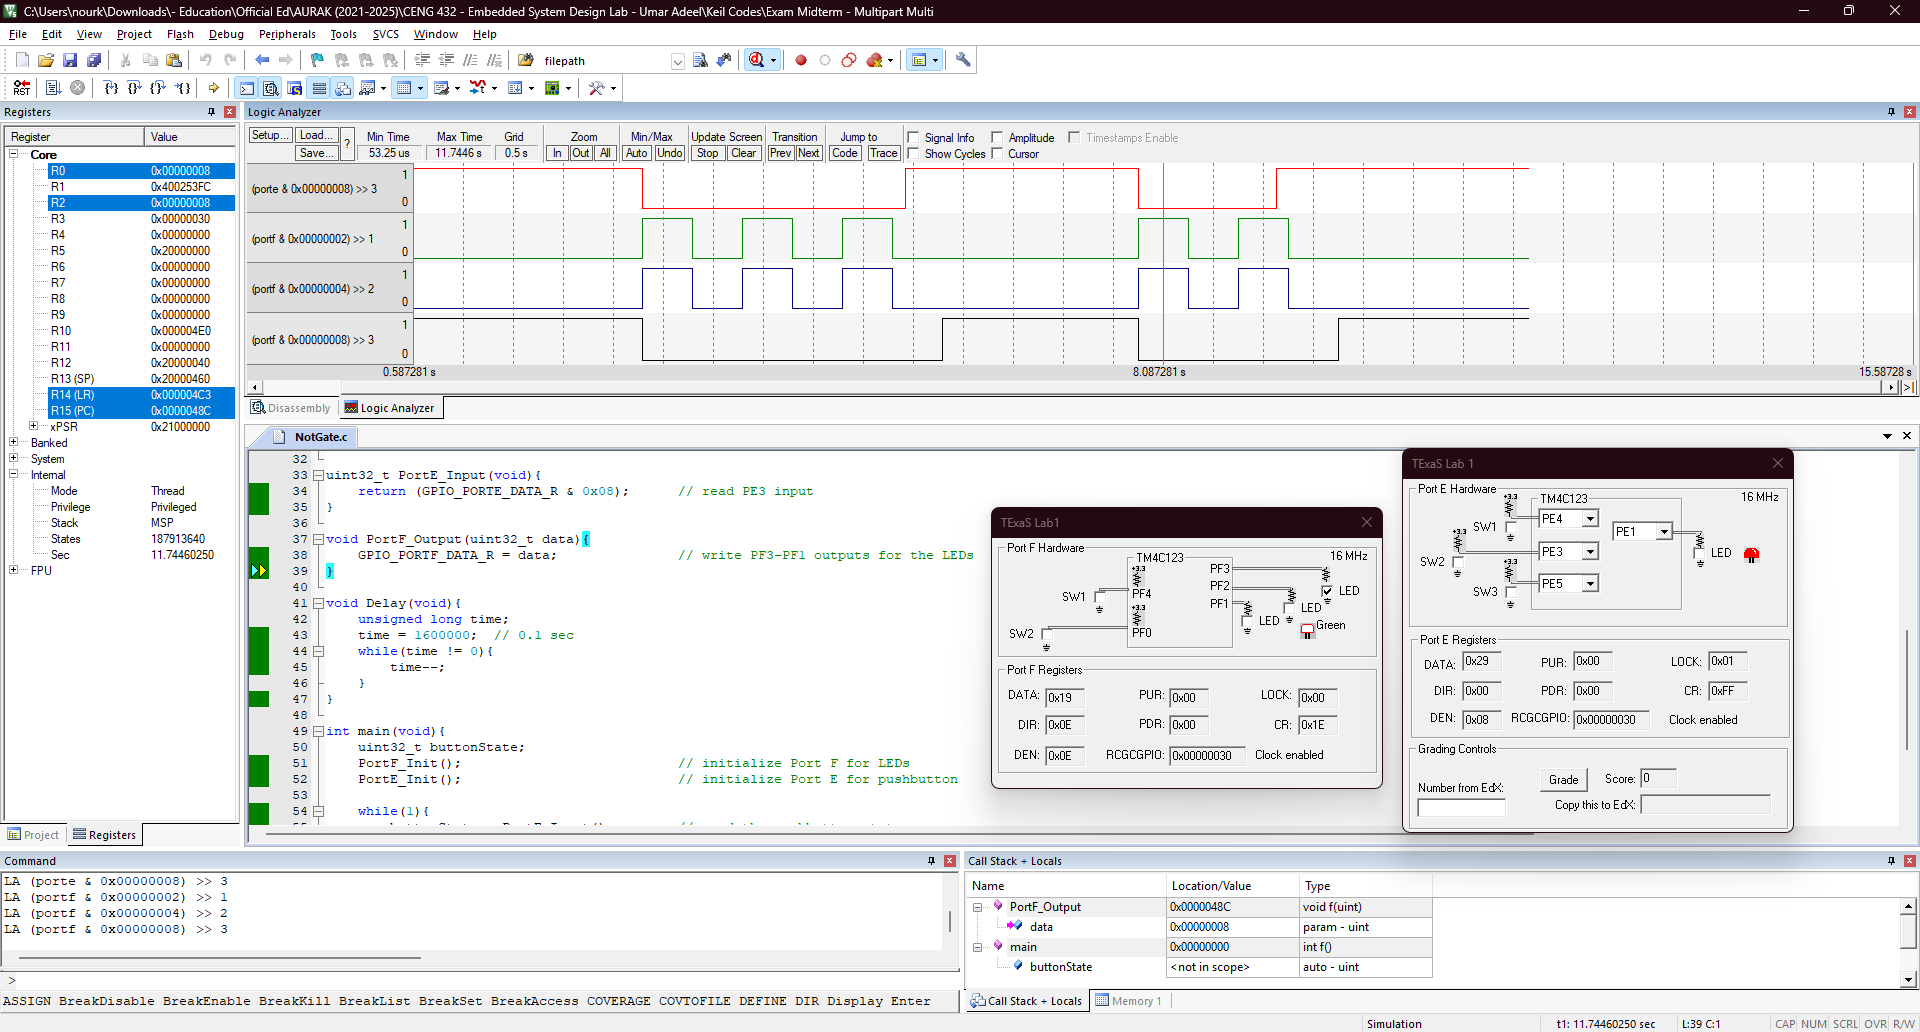 C:\Users\nourk\Downloads\- Education\Official Ed\AURAK (2021-2025)\CENG 432 - Embedded System Design Lab - Umar Adeel\Keil Codes\Exam Midterm - Multipart Multi
File Edit View Project Flash Debug Peripherals Tools SVCS Window Help
filepath
RST
Registers
Register Value
Core
R0 0x00000008
R1 0x400253FC
R2 0x00000008
R3 0x00000030
R4 0x00000000
R5 0x20000000
R6 0x00000000
R7 0x00000000
R8 0x00000000
R9 0x00000000
R10 0x000004E0
R11 0x00000000
R12 0x20000040
R13 (SP) 0x20000460
R14 (LR) 0x000004C3
R15 (PC) 0x0000048C
xPSR 0x21000000
Banked
System
Internal
Mode Thread
Privilege Privileged
Stack MSP
States 187913640
Sec 11.74460250
FPU
Project Registers
Logic Analyzer
Setup... Load... ? Min Time Max Time Grid Zoom Min/Max Update Screen Transition Jump to Signal Info Amplitude Timestamps Enable
Save... 53.25 us 11.7446 s 0.5 s In Out All Auto Undo Stop Clear Prev Next Code Trace Show Cycles Cursor
(porte & 0x00000008) >> 3 1 0
(portf & 0x00000002) >> 1 1 0
(portf & 0x00000004) >> 2 1 0
(portf & 0x00000008) >> 3 1 0
0.587281 s 8.087281 s 15.58728 s
Disassembly Logic Analyzer
NotGate.c
32
33 uint32_t PortE_Input(void){
34 return (GPIO_PORTE_DATA_R & 0x08); // read PE3 input
35 }
36
37 void PortF_Output(uint32_t data){
38 GPIO_PORTF_DATA_R = data; // write PF3-PF1 outputs for the LEDs
39 }
40
41 void Delay(void){
42 unsigned long time;
43 time = 1600000; // 0.1 sec
44 while(time != 0){
45 time--;
46 }
47 }
48
49 int main(void){
50 uint32_t buttonState;
51 PortF_Init(); // initialize Port F for LEDs
52 PortE_Init(); // initialize Port E for pushbutton
53
54 while(1){
TExaS Lab1
Port F Hardware
16 MHz
TM4C123
+3.3
PF3
PF2
PF1
PF4
+3.3
PF0
SW1
SW2
LED
LED
LED
Green
Port F Registers
DATA: 0x19 PUR: 0x00 LOCK: 0x00
DIR: 0x0E PDR: 0x00 CR: 0x1E
DEN: 0x0E RCGCGPIO: 0x00000030 Clock enabled
TExaS Lab 1
Port E Hardware
16 MHz
+3.3
TM4C123
SW1 PE4 PE1
+3.3
SW2 PE3 LED
+3.3
SW3 PE5
Port E Registers
DATA: 0x29 PUR: 0x00 LOCK: 0x01
DIR: 0x00 PDR: 0x00 CR: 0xFF
DEN: 0x08 RCGCGPIO: 0x00000030 Clock enabled
Grading Controls
Number from EdX: Grade Score: 0
Copy this to EdX:
Command
LA (porte & 0x00000008) >> 3
LA (portf & 0x00000002) >> 1
LA (portf & 0x00000004) >> 2
LA (portf & 0x00000008) >> 3
>
ASSIGN BreakDisable BreakEnable BreakKill BreakList BreakSet BreakAccess COVERAGE COVTOFILE DEFINE DIR Display Enter
Call Stack + Locals
Name Location/Value Type
PortF_Output 0x0000048C void f(uint)
data 0x00000008 param - uint
main 0x00000000 int f()
buttonState <not in scope> auto - uint
Call Stack + Locals Memory 1
Simulation t1: 11.74460250 sec L:39 C:1 CAP NUM SCRL OVR R/W